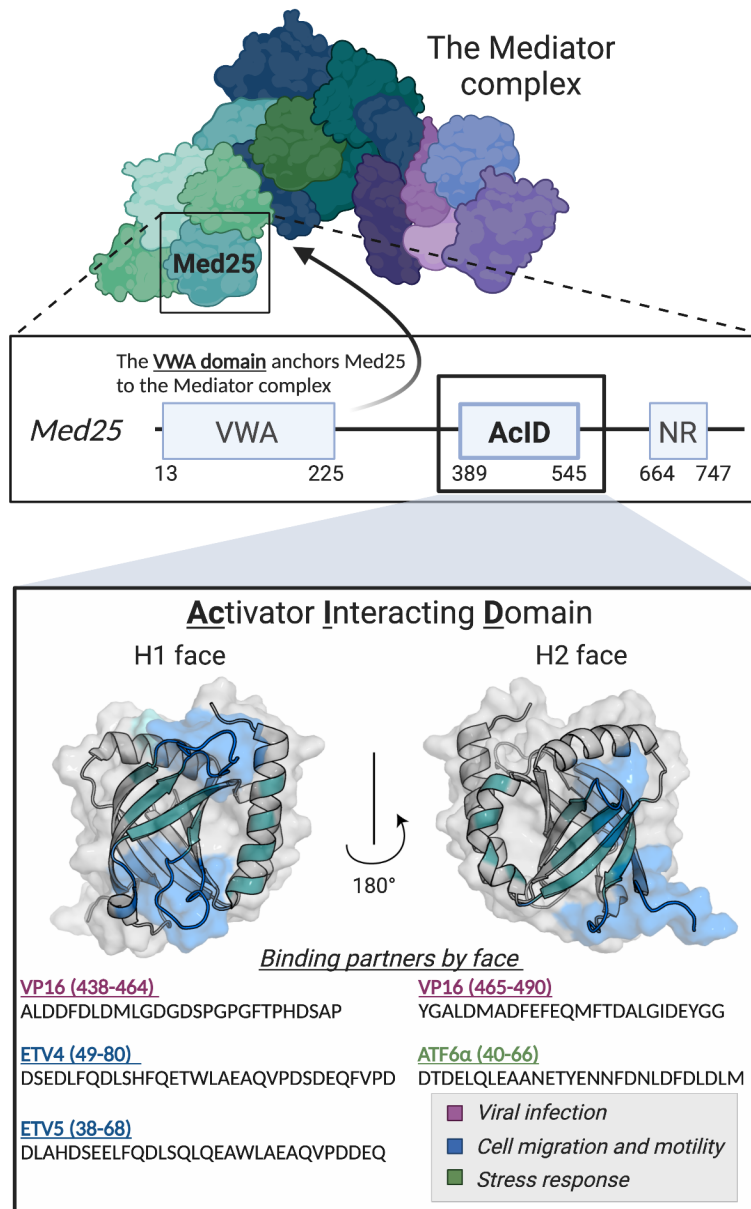 The Mediator
complex
Med25
The VWA domain anchors Med25
to the Mediator complex
Med25
VWA
AcID
NR
13
225
389
545
664
747
Activator Interacting Domain
H1 face
H2 face
180°
Binding partners by face
VP16 (438-464)
ALDDFDLDMLGDGDSPGPGFTPHDSAP
ETV4 (49-80)
DSEDLFQDLSHFQETWLAEAQVPDSDEQFVPD
ETV5 (38-68)
DLAHDSEELFQDLSQLQEAWLAEAQVPDDEQ
VP16 (465-490)
YGALDMADFEFEQMFTDALGIDEYGG
ATF6α (40-66)
DTDELQLEAANETYENNFDNLDFDLDLM
Viral infection
Cell migration and motility
Stress response